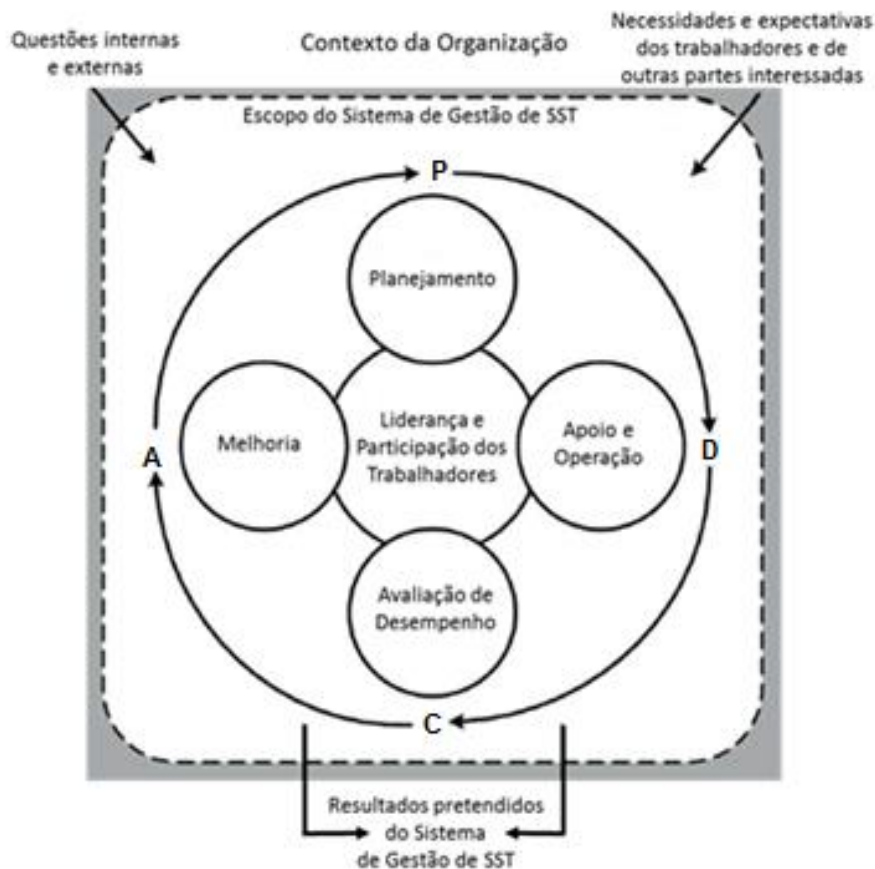 Questões internas
e externas
Contexto da Organização
Necessidades e expectativas
dos trabalhadores e de
outras partes interessadas
Escopo do Sistema de Gestão de SST
P
Planejamento
Melhoria
Liderança e
Participação dos
Trabalhadores
Apoio e
Operação
A
D
Avaliação de
Desempenho
C
Resultados pretendidos
do Sistema
de Gestão de SST